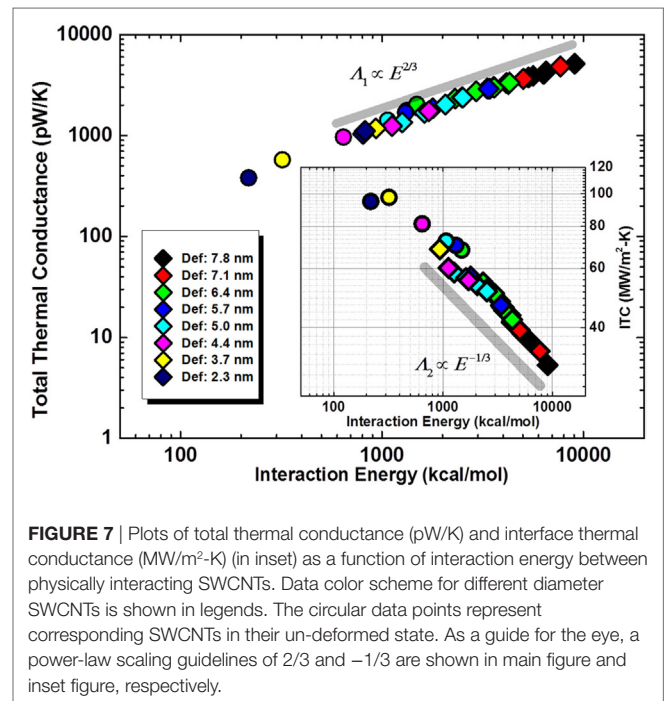 10000
1000
100
10
1
Total Thermal Conductance (pW/K)
Λ₁ ∝ E^{2/3}
120
100
80
60
40
ITC (MW/m²-K)
Λ₂ ∝ E^{−1/3}
100 1000 10000
Interaction Energy (kcal/mol)
Def: 7.8 nm
Def: 7.1 nm
Def: 6.4 nm
Def: 5.7 nm
Def: 5.0 nm
Def: 4.4 nm
Def: 3.7 nm
Def: 2.3 nm
100 1000 10000
Interaction Energy (kcal/mol)
FIGURE 7 | Plots of total thermal conductance (pW/K) and interface thermal
conductance (MW/m²-K) (in inset) as a function of interaction energy between
physically interacting SWCNTs. Data color scheme for different diameter
SWCNTs is shown in legends. The circular data points represent
corresponding SWCNTs in their un-deformed state. As a guide for the eye, a
power-law scaling guidelines of 2/3 and −1/3 are shown in main figure and
inset figure, respectively.